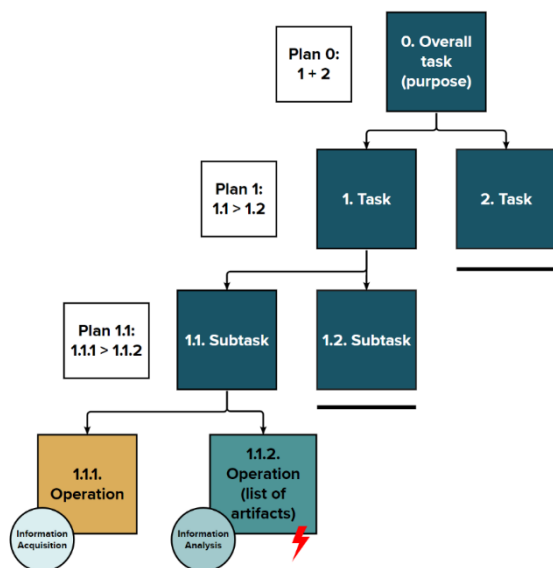 Plan 0:
1 + 2
0. Overall
task
(purpose)
Plan 1:
1.1 > 1.2
1. Task
2. Task
Plan 1.1:
1.1.1 > 1.1.2
1.1. Subtask
1.2. Subtask
1.1.1.
Operation
1.1.2.
Operation
(list of
artifacts)
Information
Acquisition
Information
Analysis